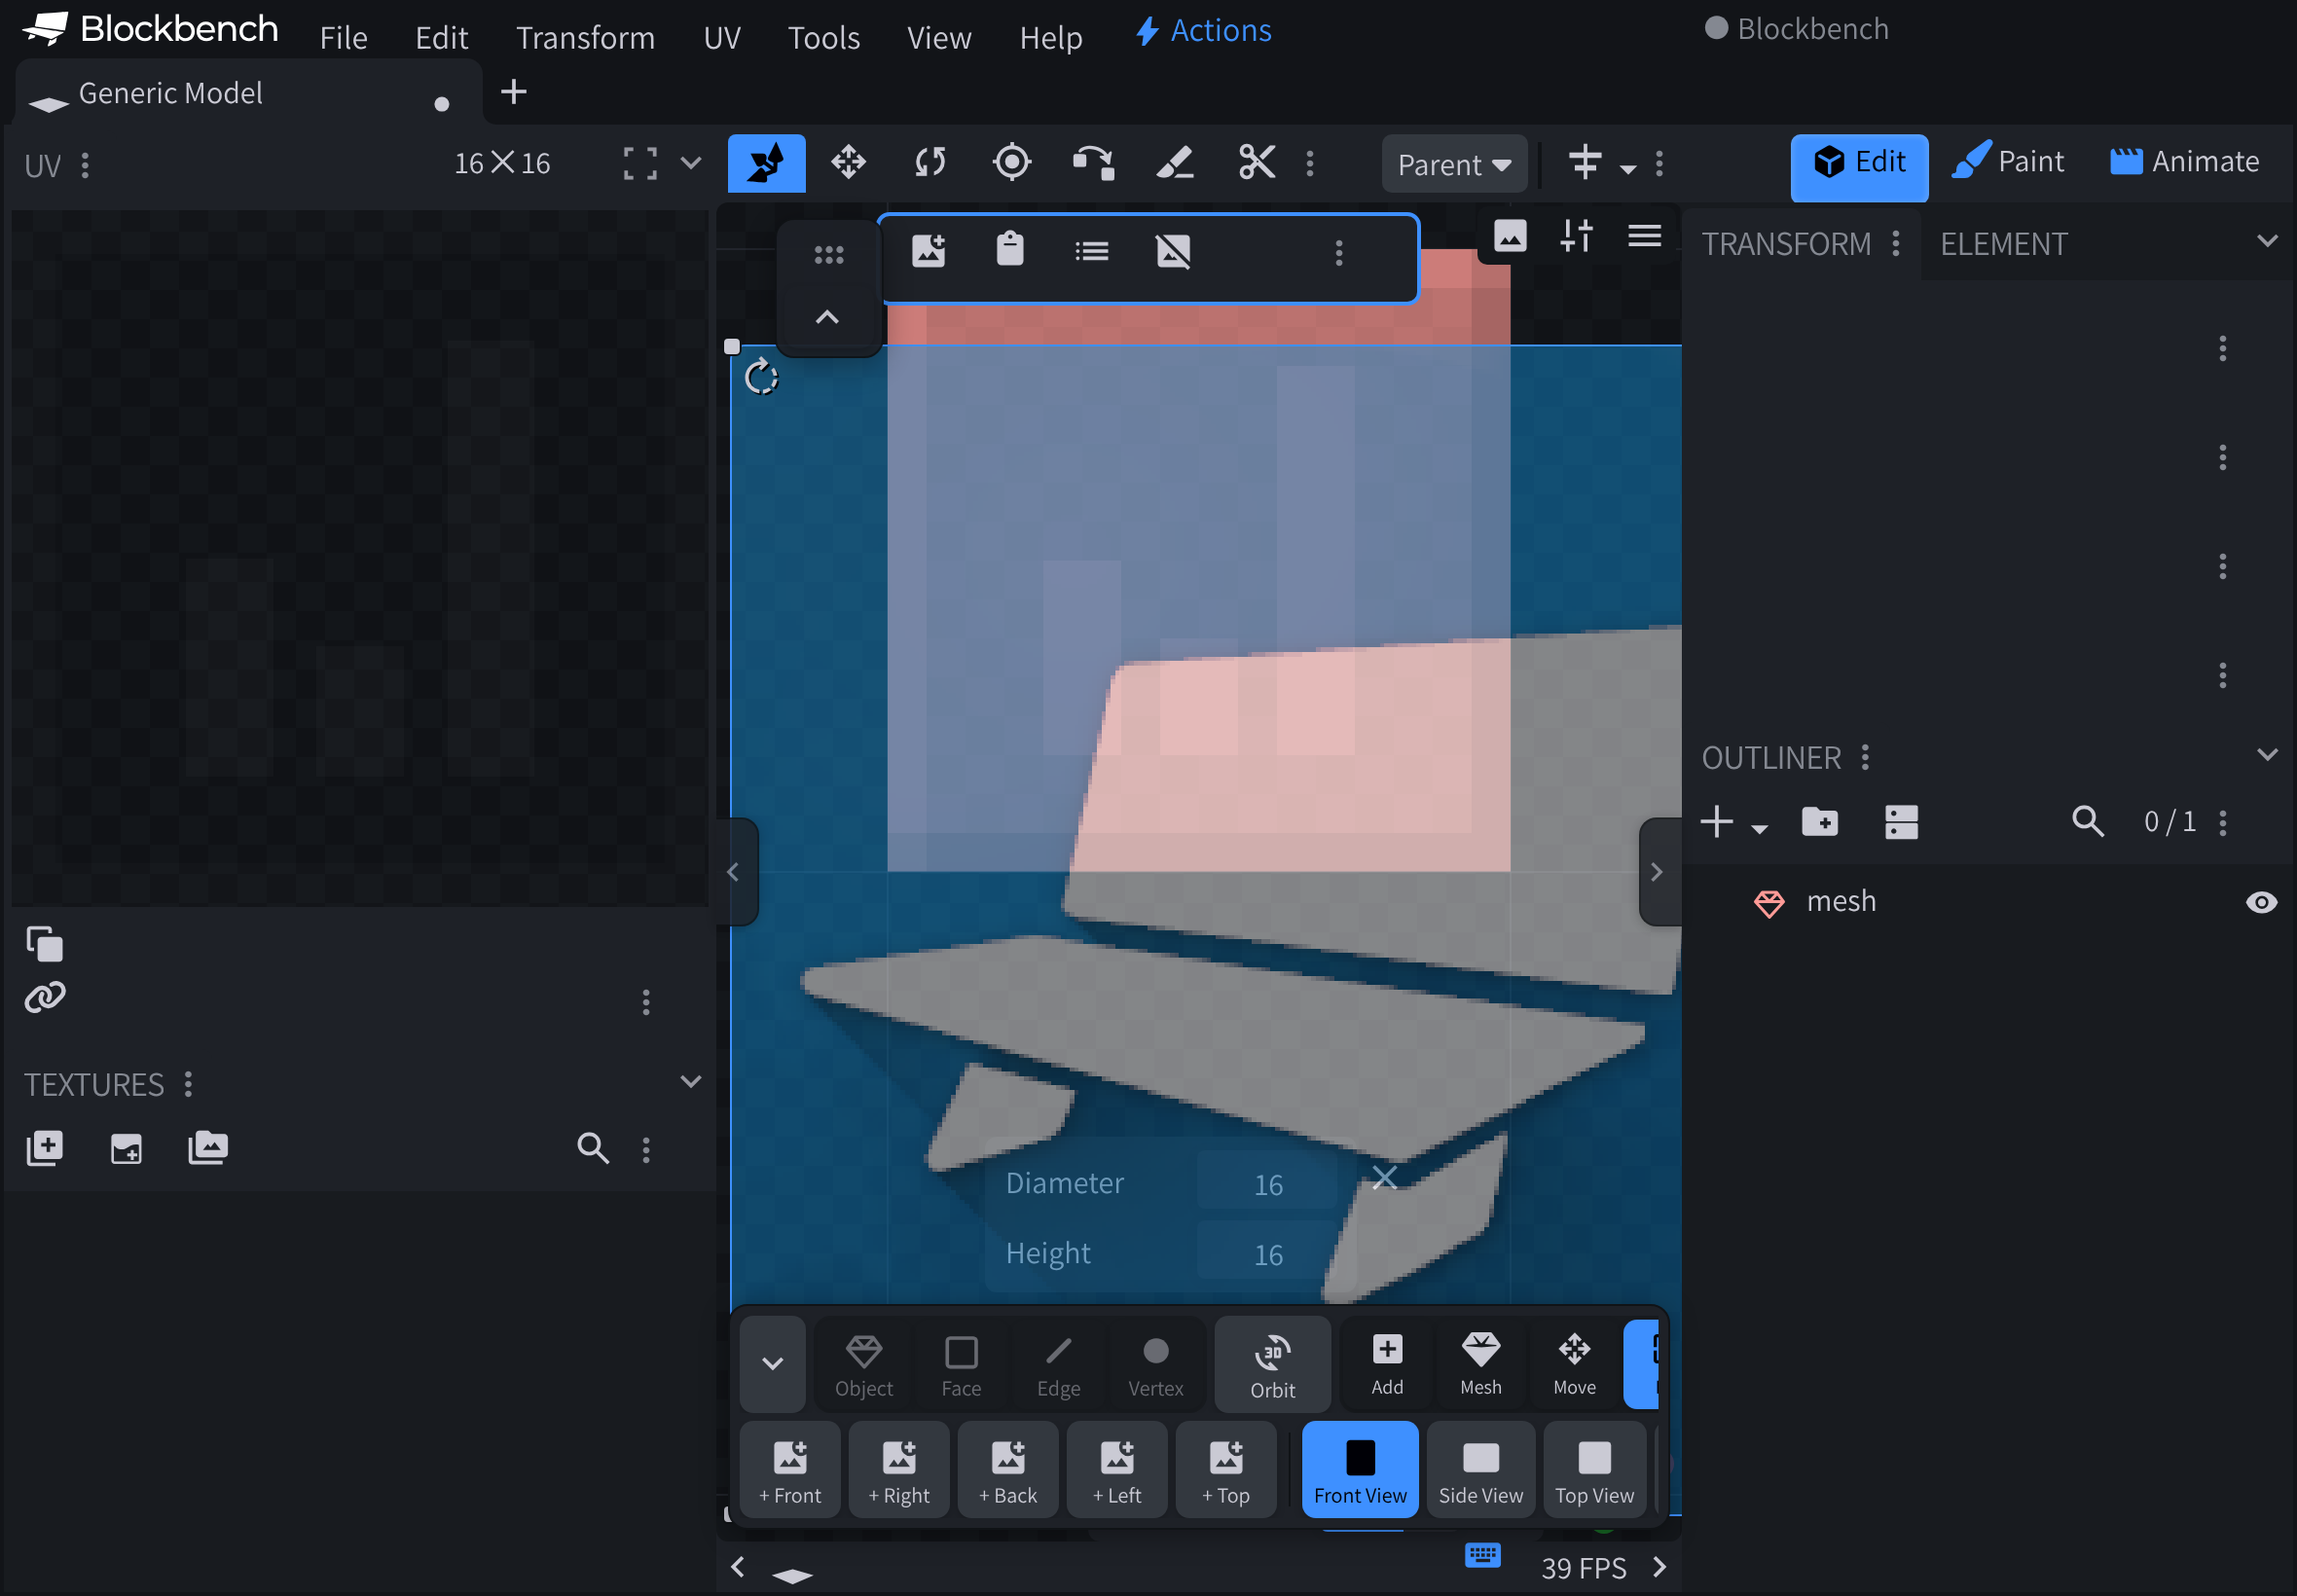 Blockbench File Edit Transform UV Tools View Help Actions Blockbench
Generic Model
UV 16×16 Parent Edit Paint Animate
TRANSFORM ELEMENT
OUTLINER
0 / 1
mesh
TEXTURES
Diameter 16
Height 16
Object Face Edge Vertex Orbit Add Mesh Move
+ Front + Right + Back + Left + Top Front View Side View Top View
39 FPS